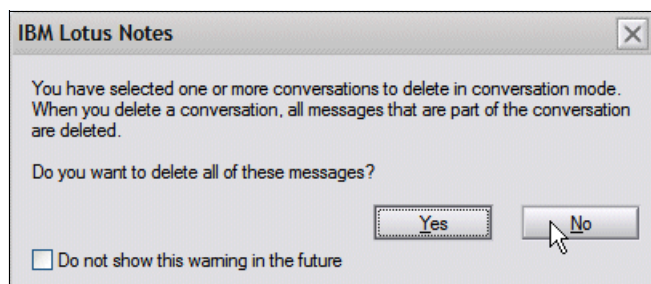 IBM Lotus Notes
You have selected one or more conversations to delete in conversation mode.
When you delete a conversation, all messages that are part of the conversation
are deleted.
Do you want to delete all of these messages?
Yes No
Do not show this warning in the future